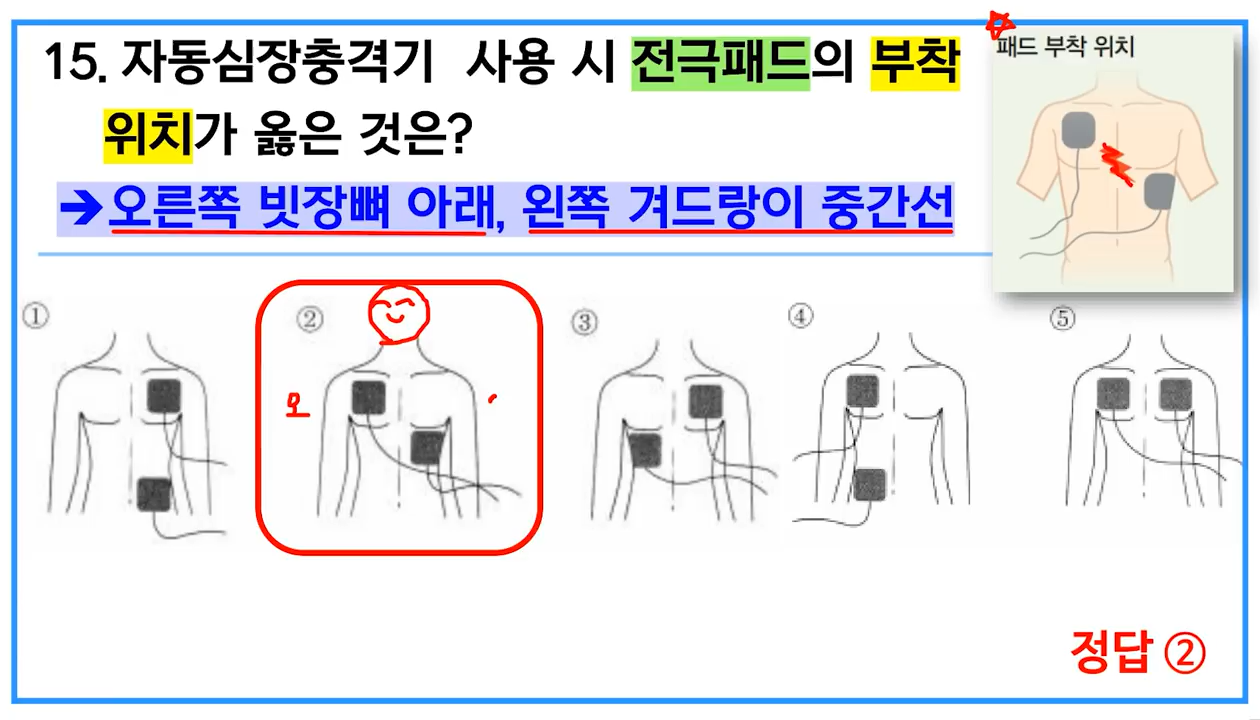 15. 자동심장충격기 사용 시 전극패드의 부착
위치가 옳은 것은?
➔오른쪽 빗장뼈 아래, 왼쪽 겨드랑이 중간선
패드 부착 위치
① ② ③ ④ ⑤
오
정답 ②